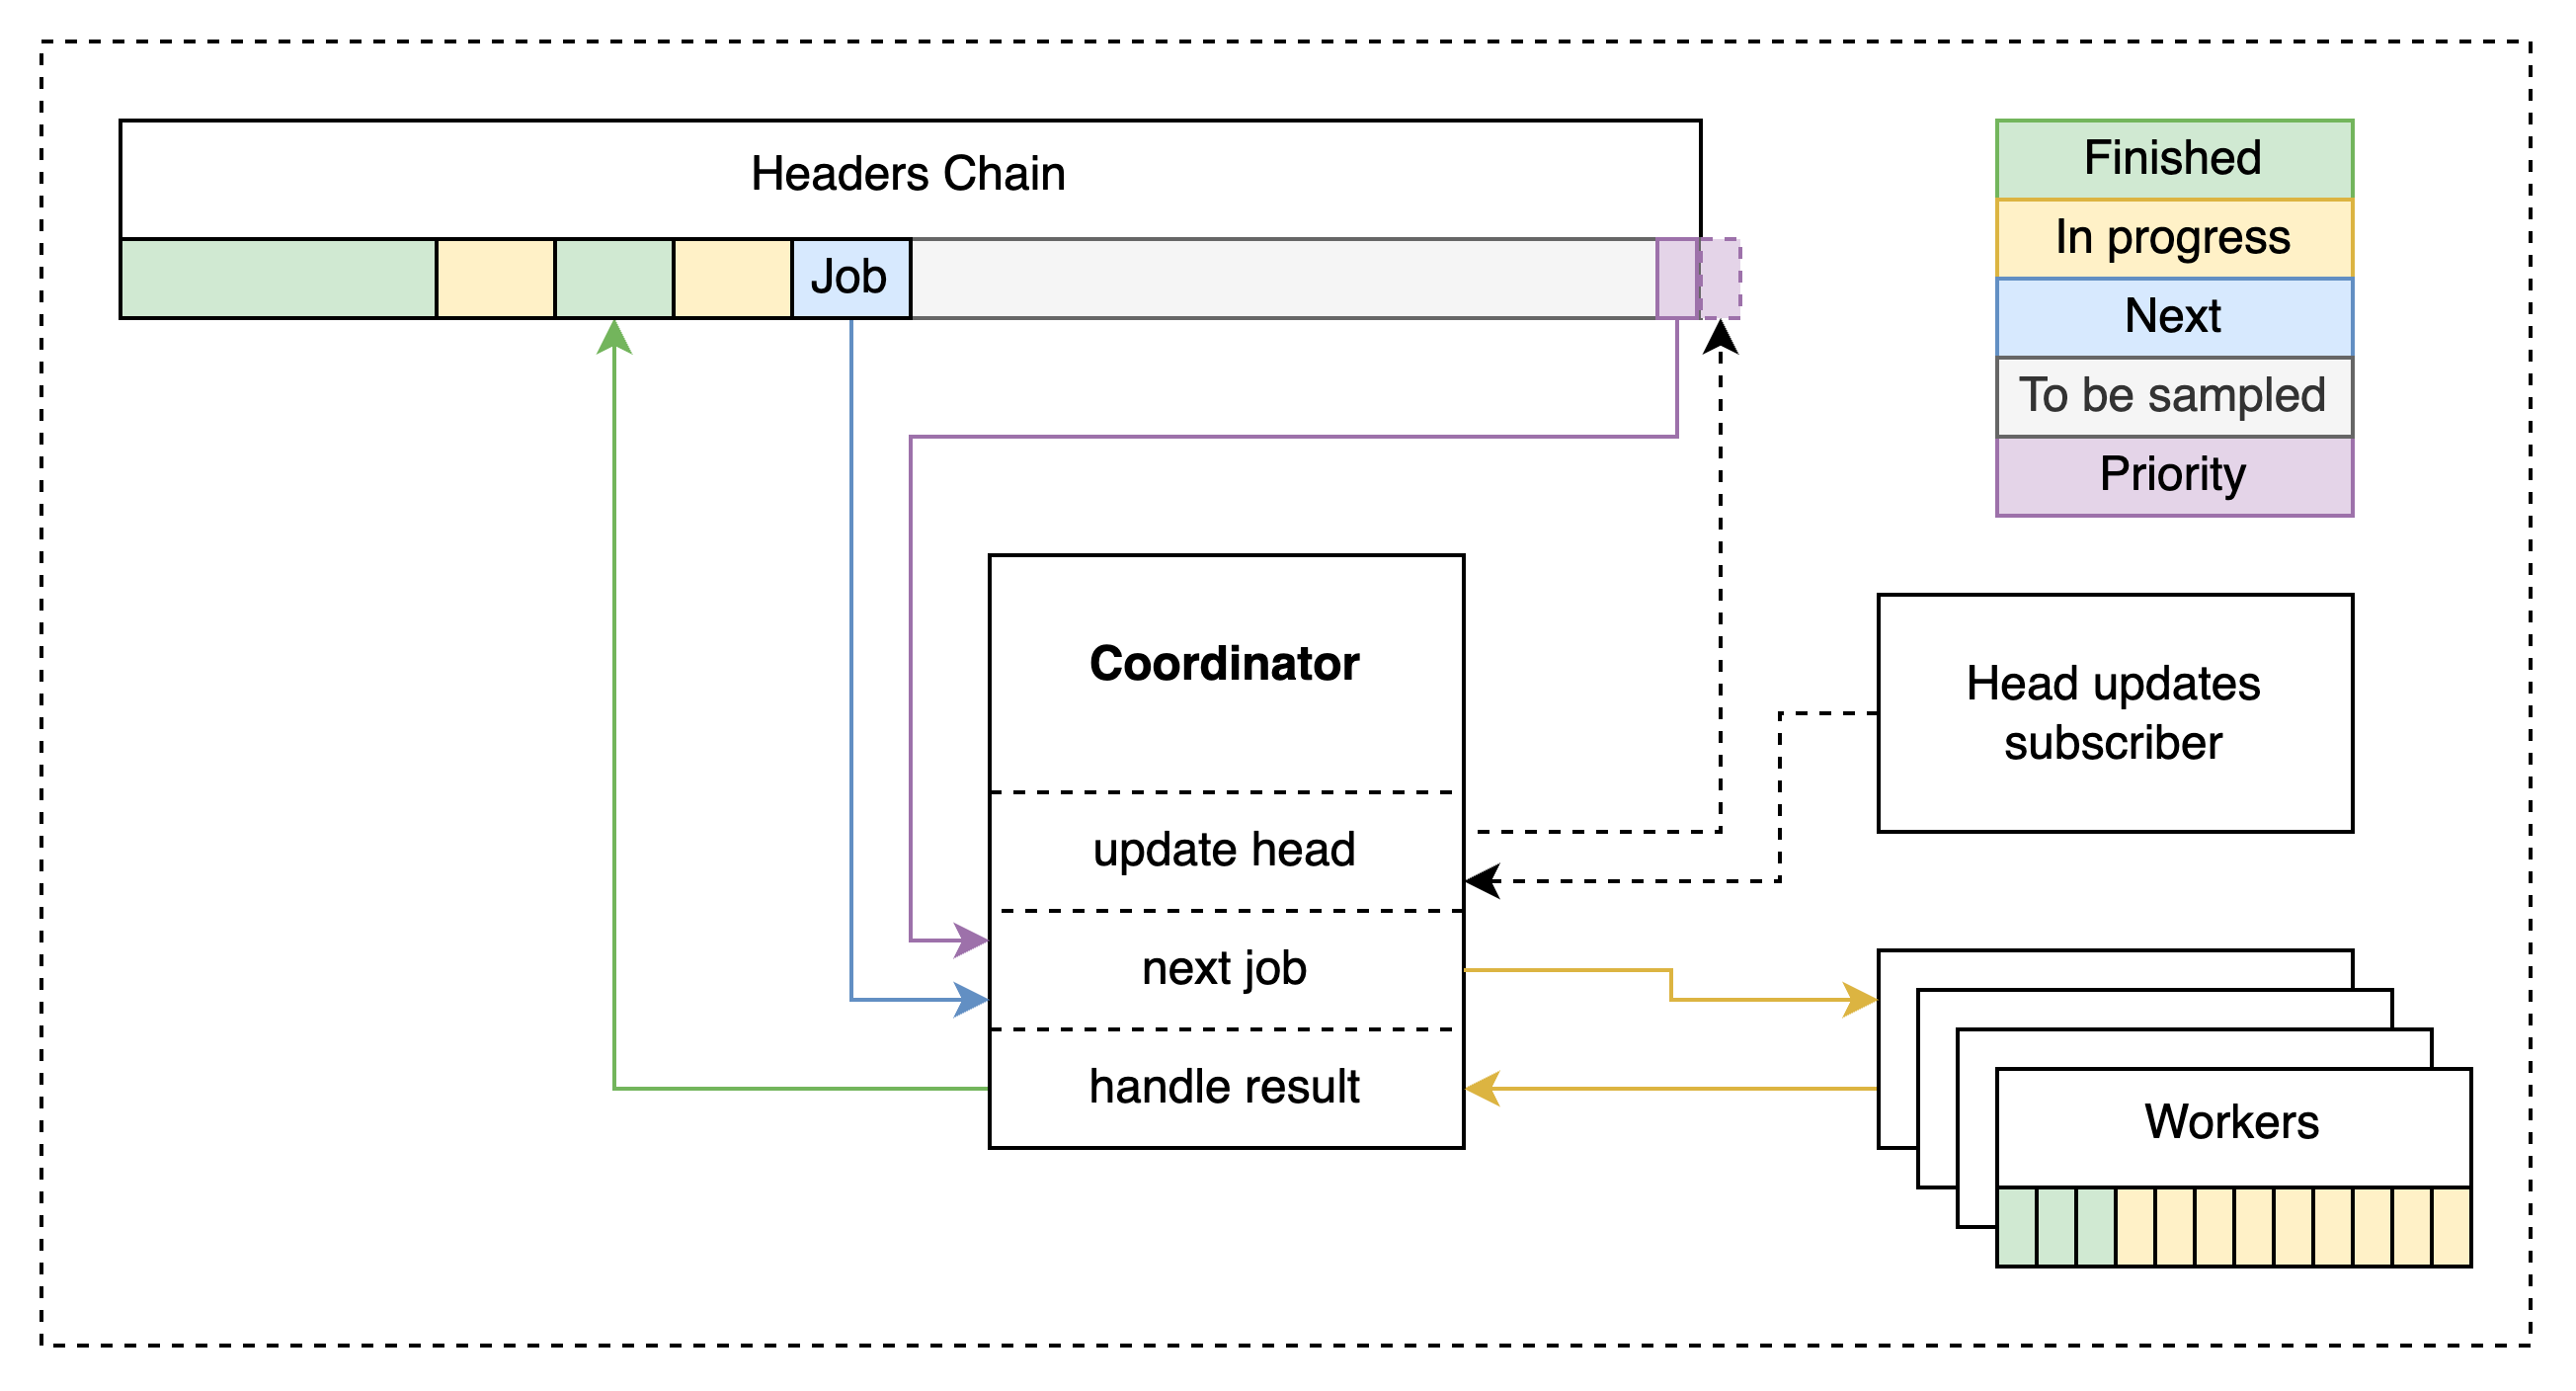 Headers Chain
Job
Finished
In progress
Next
To be sampled
Priority
Coordinator
update head
next job
handle result
Head updates
subscriber
Workers